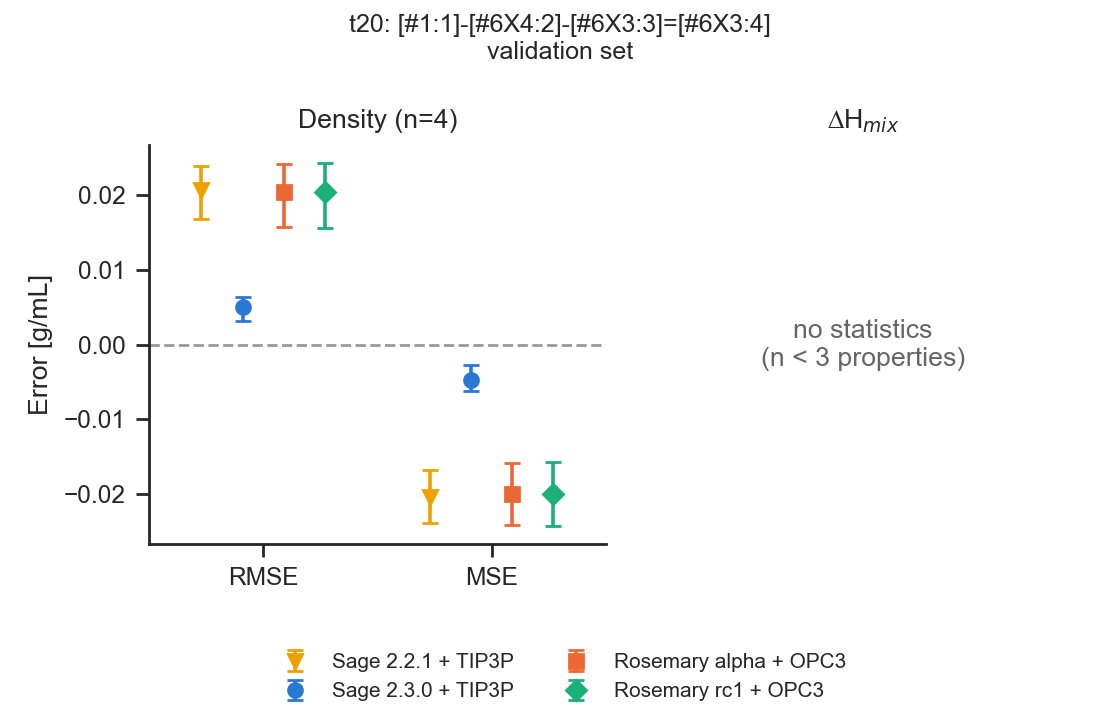 t20: [#1:1]-[#6X4:2]-[#6X3:3]=[#6X3:4]
validation set
Density (n=4)
ΔH_{mix}
Error [g/mL]
0.02
0.01
0.00
−0.01
−0.02
no statistics
(n < 3 properties)
RMSE
MSE
Sage 2.2.1 + TIP3P
Sage 2.3.0 + TIP3P
Rosemary alpha + OPC3
Rosemary rc1 + OPC3